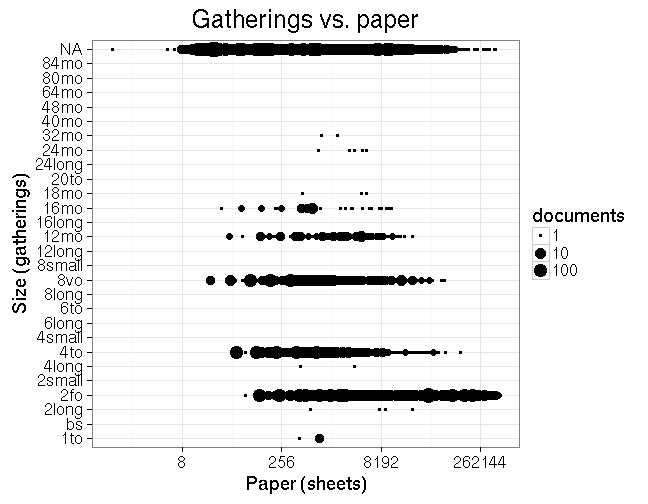 Gatherings vs. paper
NA
84mo
80mo
64mo
48mo
40mo
32mo
24mo
24long
20to
18mo
16mo
16long
12mo
12long
8small
8vo
8long
6to
6long
4small
4to
4long
2small
2fo
2long
bs
1to
Size (gatherings)
8 256 8192 262144
Paper (sheets)
documents
1
10
100